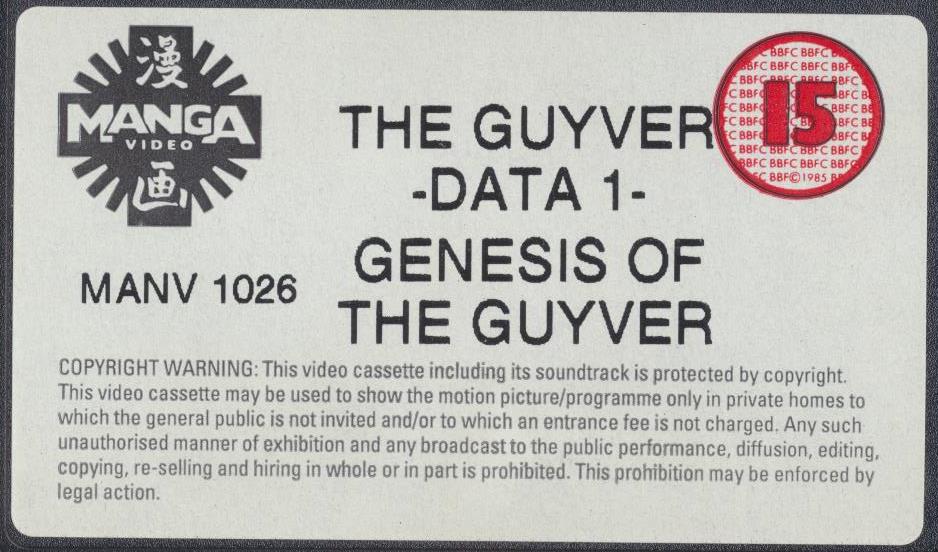 漫
MANGA
VIDEO
画
THE GUYVER
-DATA 1-
GENESIS OF
THE GUYVER
15
BBFC BBFC BBFC
©1985
MANV 1026
COPYRIGHT WARNING: This video cassette including its soundtrack is protected by copyright.
This video cassette may be used to show the motion picture/programme only in private homes to
which the general public is not invited and/or to which an entrance fee is not charged. Any such
unauthorised manner of exhibition and any broadcast to the public performance, diffusion, editing,
copying, re-selling and hiring in whole or in part is prohibited. This prohibition may be enforced by
legal action.